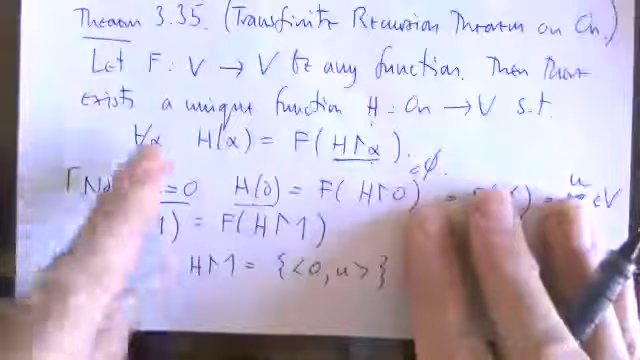 Theorem 3.35. (Transfinite Recursion Theorem on On.)
Let F : V → V be any function. Then there
exists a unique function H : On → V s.t.
∀α H(α) = F(H↾α).
=0 H(0) = F(H↾0) = ∅. = u ∈ V
1) = F(H↾1)
H↾1 = {<0, u>}